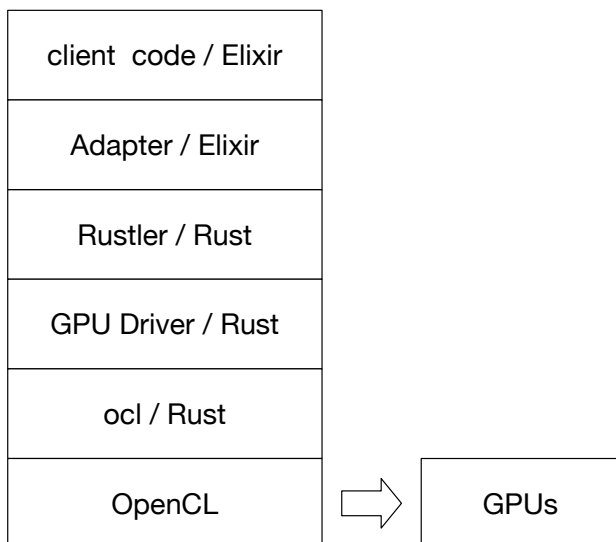 client code / Elixir
Adapter / Elixir
Rustler / Rust
GPU Driver / Rust
ocl / Rust
OpenCL
GPUs